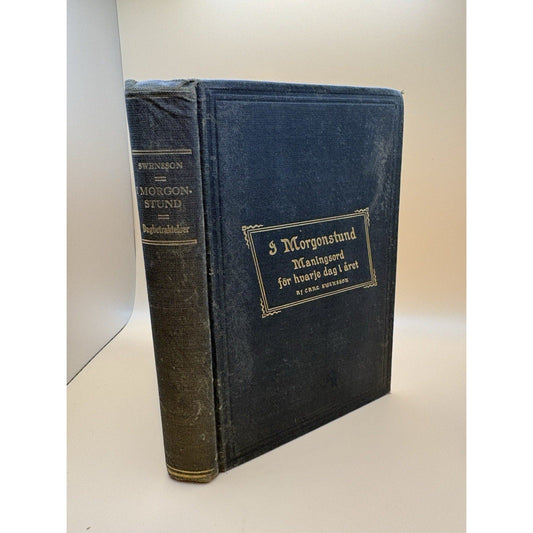 SWENSSON
I MORGON-
STUND
Dagbetraktelser
I Morgonstund
Maningsord
för hvarje dag i året
AF CARL SWENSSON